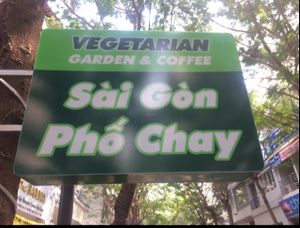 VEGETARIAN
GARDEN & COFFEE
Sài Gòn
Phố Chay